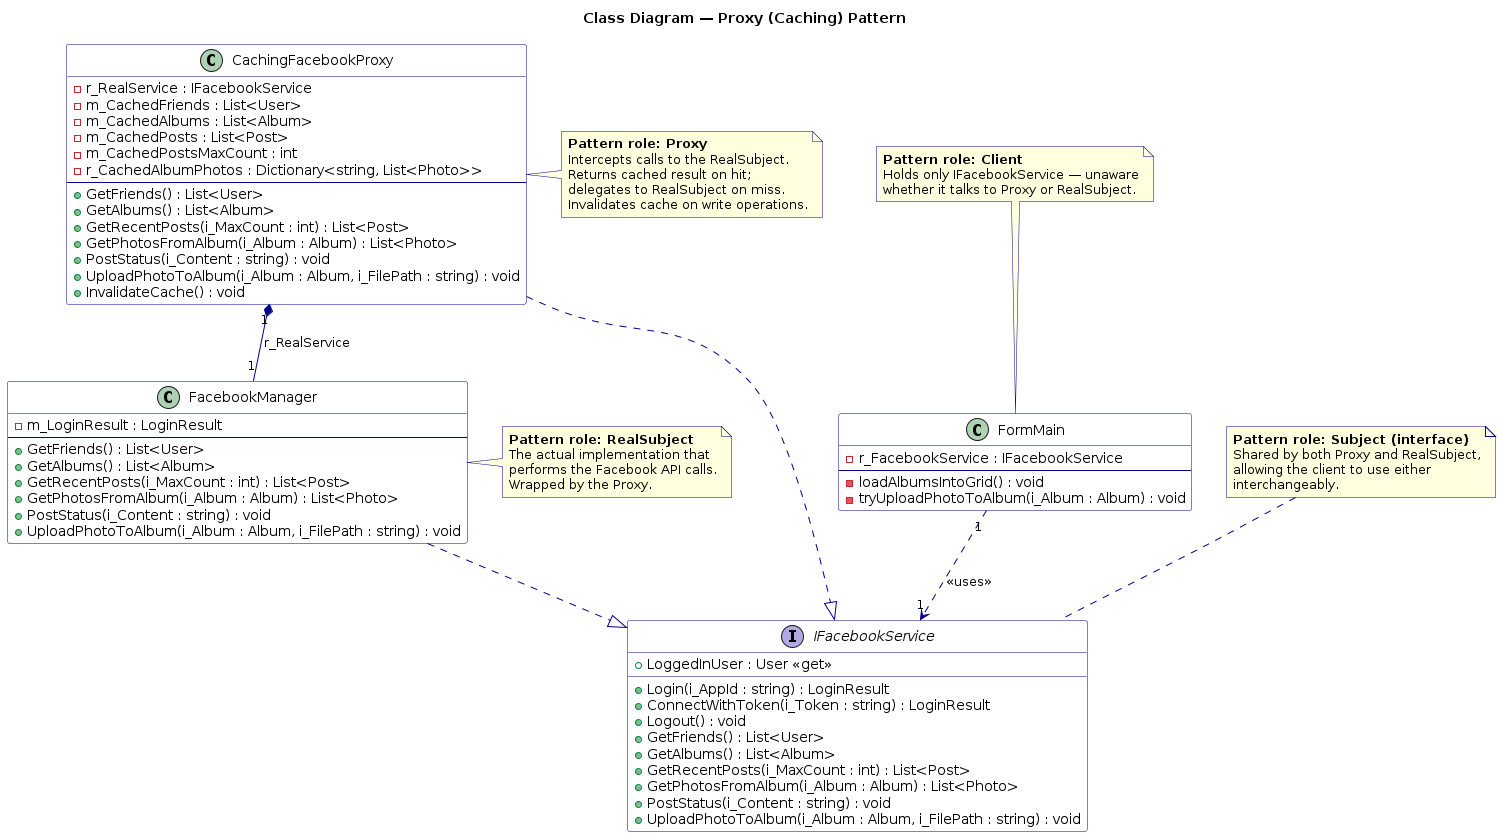 Class Diagram — Proxy (Caching) Pattern
C CachingFacebookProxy
r_RealService : IFacebookService
m_CachedFriends : List<User>
m_CachedAlbums : List<Album>
m_CachedPosts : List<Post>
m_CachedPostsMaxCount : int
r_CachedAlbumPhotos : Dictionary<string, List<Photo>>
GetFriends() : List<User>
GetAlbums() : List<Album>
GetRecentPosts(i_MaxCount : int) : List<Post>
GetPhotosFromAlbum(i_Album : Album) : List<Photo>
PostStatus(i_Content : string) : void
UploadPhotoToAlbum(i_Album : Album, i_FilePath : string) : void
InvalidateCache() : void
Pattern role: Proxy
Intercepts calls to the RealSubject.
Returns cached result on hit;
delegates to RealSubject on miss.
Invalidates cache on write operations.
Pattern role: Client
Holds only IFacebookService — unaware
whether it talks to Proxy or RealSubject.
1
r_RealService
1
C FacebookManager
m_LoginResult : LoginResult
GetFriends() : List<User>
GetAlbums() : List<Album>
GetRecentPosts(i_MaxCount : int) : List<Post>
GetPhotosFromAlbum(i_Album : Album) : List<Photo>
PostStatus(i_Content : string) : void
UploadPhotoToAlbum(i_Album : Album, i_FilePath : string) : void
Pattern role: RealSubject
The actual implementation that
performs the Facebook API calls.
Wrapped by the Proxy.
C FormMain
r_FacebookService : IFacebookService
loadAlbumsIntoGrid() : void
tryUploadPhotoToAlbum(i_Album : Album) : void
Pattern role: Subject (interface)
Shared by both Proxy and RealSubject,
allowing the client to use either
interchangeably.
1
«uses»
1
I IFacebookService
LoggedInUser : User «get»
Login(i_AppId : string) : LoginResult
ConnectWithToken(i_Token : string) : LoginResult
Logout() : void
GetFriends() : List<User>
GetAlbums() : List<Album>
GetRecentPosts(i_MaxCount : int) : List<Post>
GetPhotosFromAlbum(i_Album : Album) : List<Photo>
PostStatus(i_Content : string) : void
UploadPhotoToAlbum(i_Album : Album, i_FilePath : string) : void